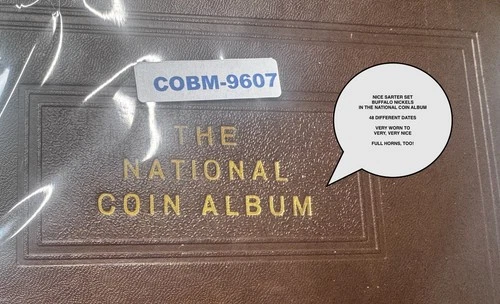 COBM-9607
THE
NATIONAL
COIN ALBUM
NICE SARTER SET
BUFFALO NICKELS
IN THE NATIONAL COIN ALBUM
48 DIFFERENT DATES
VERY WORN TO
VERY, VERY NICE
FULL HORNS, TOO!